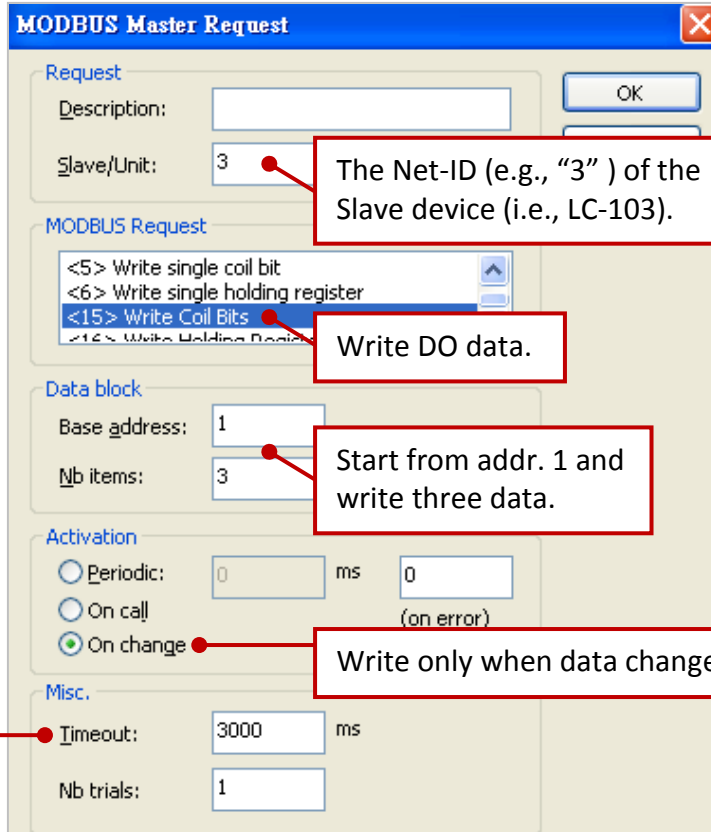 MODBUS Master Request
Request
OK
Description:
Slave/Unit:
3
The Net-ID (e.g., “3” ) of the
Slave device (i.e., LC-103).
MODBUS Request
<5> Write single coil bit
<6> Write single holding register
<15> Write Coil Bits
<16> Write Holding
Write DO data.
Data block
Base address:
1
Nb items:
3
Start from addr. 1 and
write three data.
Activation
Periodic:
0
ms
0
On call
(on error)
On change
Write only when data change
Misc.
Timeout:
3000
ms
Nb trials:
1